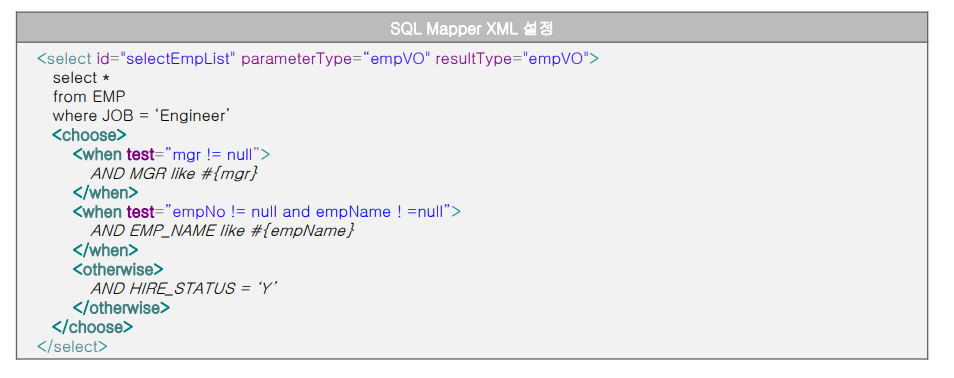 SQL Mapper XML 설정
<select id="selectEmpList" parameterType=“empVO" resultType="empVO">
select *
from EMP
where JOB = ‘Engineer’
<choose>
<when test=”mgr != null”>
AND MGR like #{mgr}
</when>
<when test=”empNo != null and empName ! =null”>
AND EMP_NAME like #{empName}
</when>
<otherwise>
AND HIRE_STATUS = ‘Y’
</otherwise>
</choose>
</select>